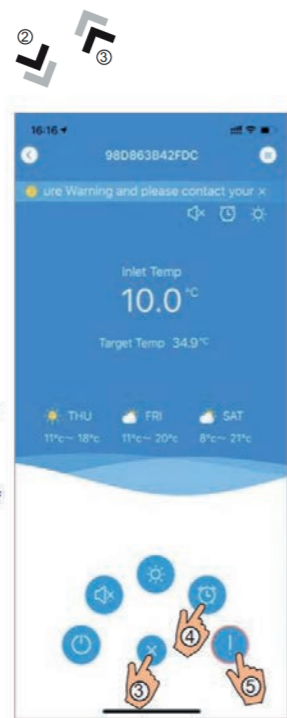 ②
③
16:16
98D863B42FDC
ure Warning and please contact your ×
Inlet Temp
10.0 °C
Target Temp 34.9°C
THU FRI SAT
11°c~ 18°c 11°c~ 20°c 8°c~ 21°c
④
③ ⑤